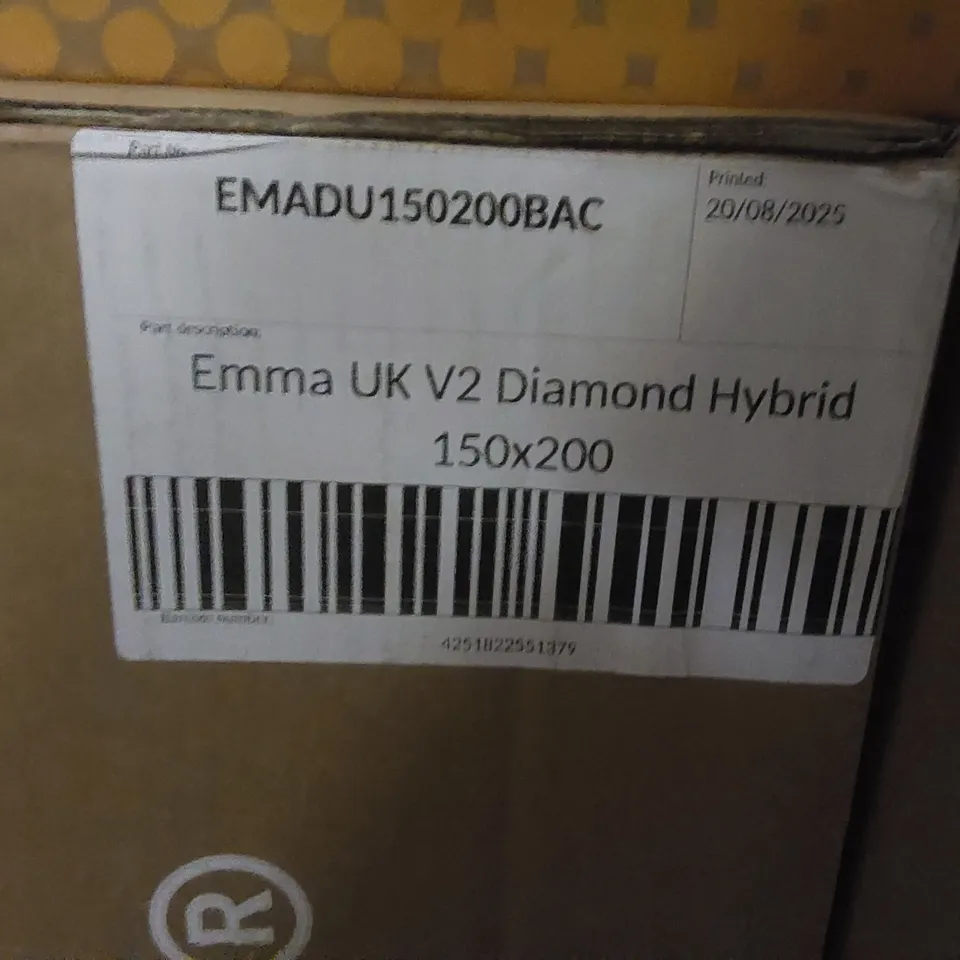 Part No.
EMADU150200BAC
Printed:
20/08/2025
Part description:
Emma UK V2 Diamond Hybrid
150x200
Barcode number
4251822551379
®